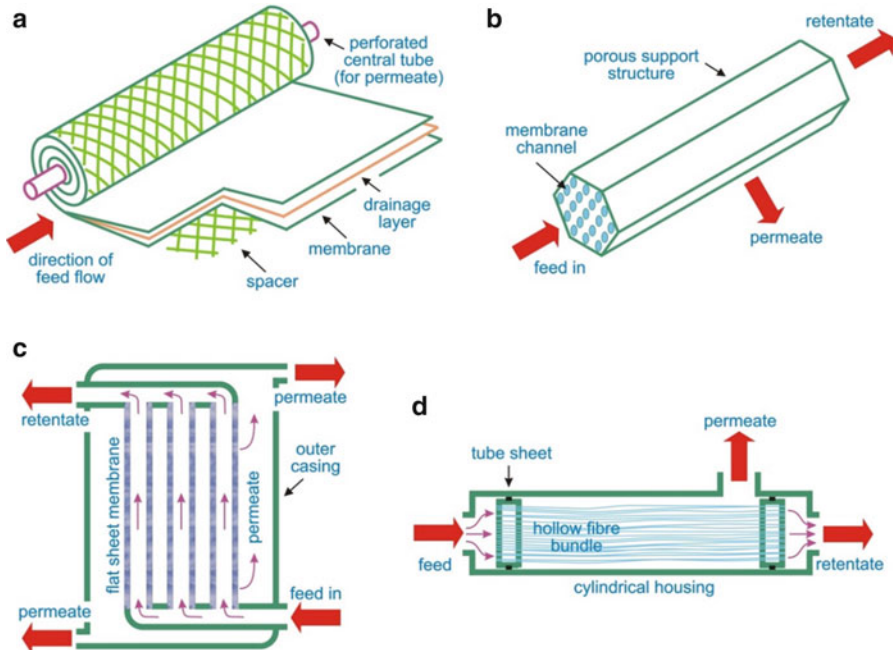 a
perforated
central tube
(for permeate)
drainage
layer
membrane
spacer
direction of
feed flow
b
retentate
porous support
structure
membrane
channel
permeate
feed in
c
retentate
permeate
flat sheet membrane
permeate
outer
casing
permeate
feed in
d
permeate
tube sheet
hollow fibre
bundle
feed
retentate
cylindrical housing